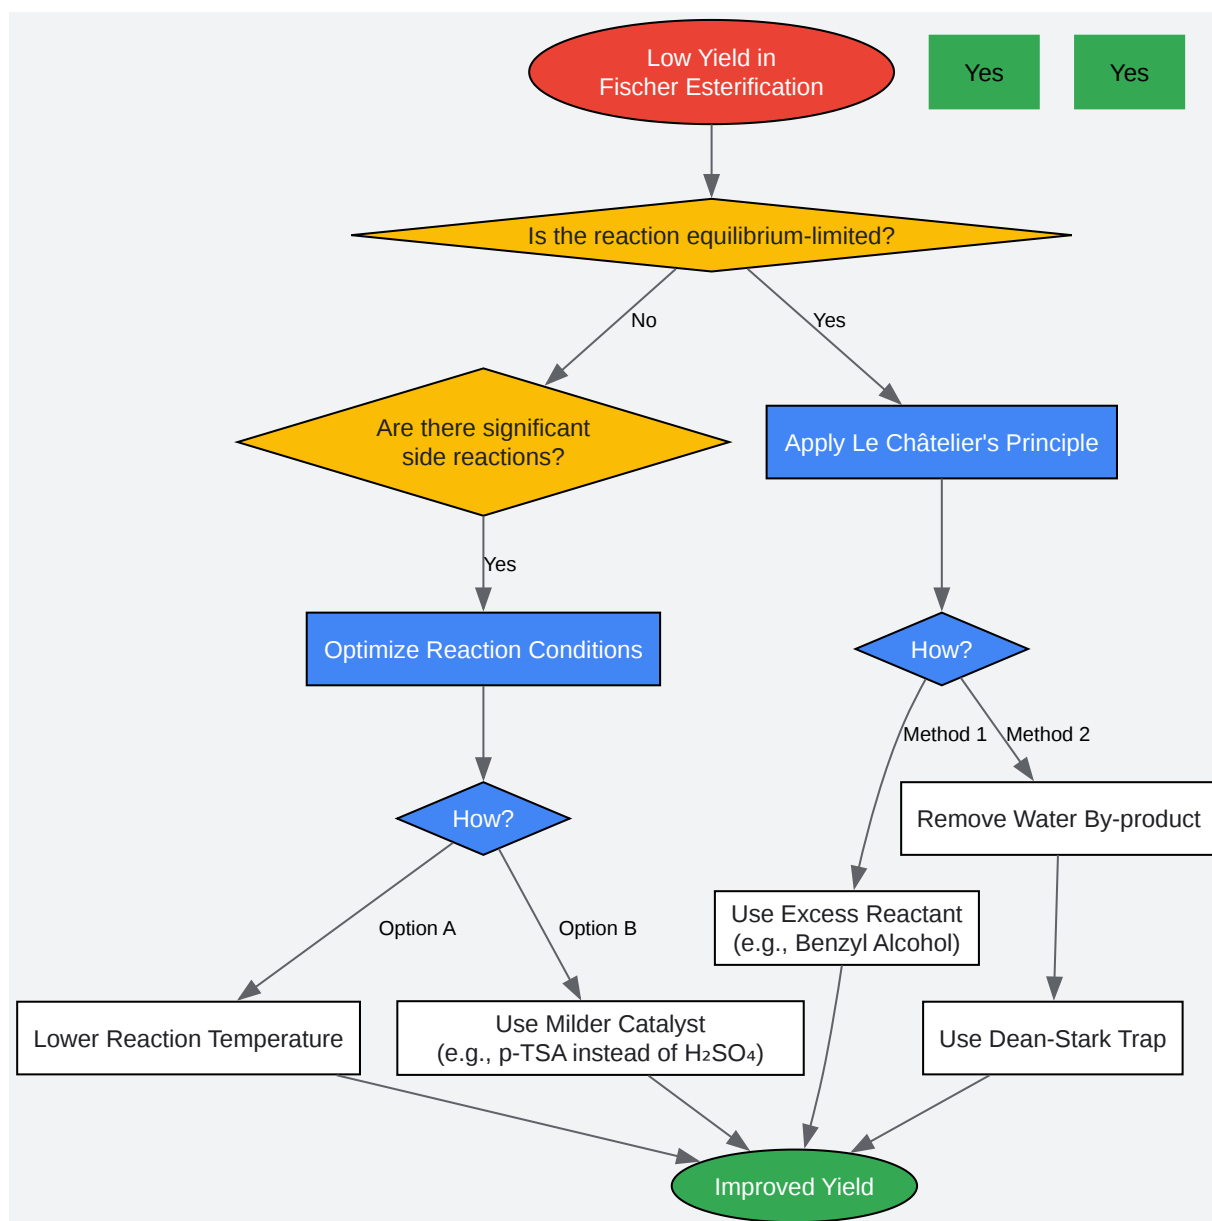 Low Yield in
Fischer Esterification
Yes
Yes
Is the reaction equilibrium-limited?
No
Yes
Are there significant
side reactions?
Apply Le Châtelier's Principle
Yes
Optimize Reaction Conditions
How?
Method 1
Method 2
How?
Remove Water By-product
Use Excess Reactant
(e.g., Benzyl Alcohol)
Option A
Option B
Lower Reaction Temperature
Use Milder Catalyst
(e.g., p-TSA instead of H₂SO₄)
Use Dean-Stark Trap
Improved Yield